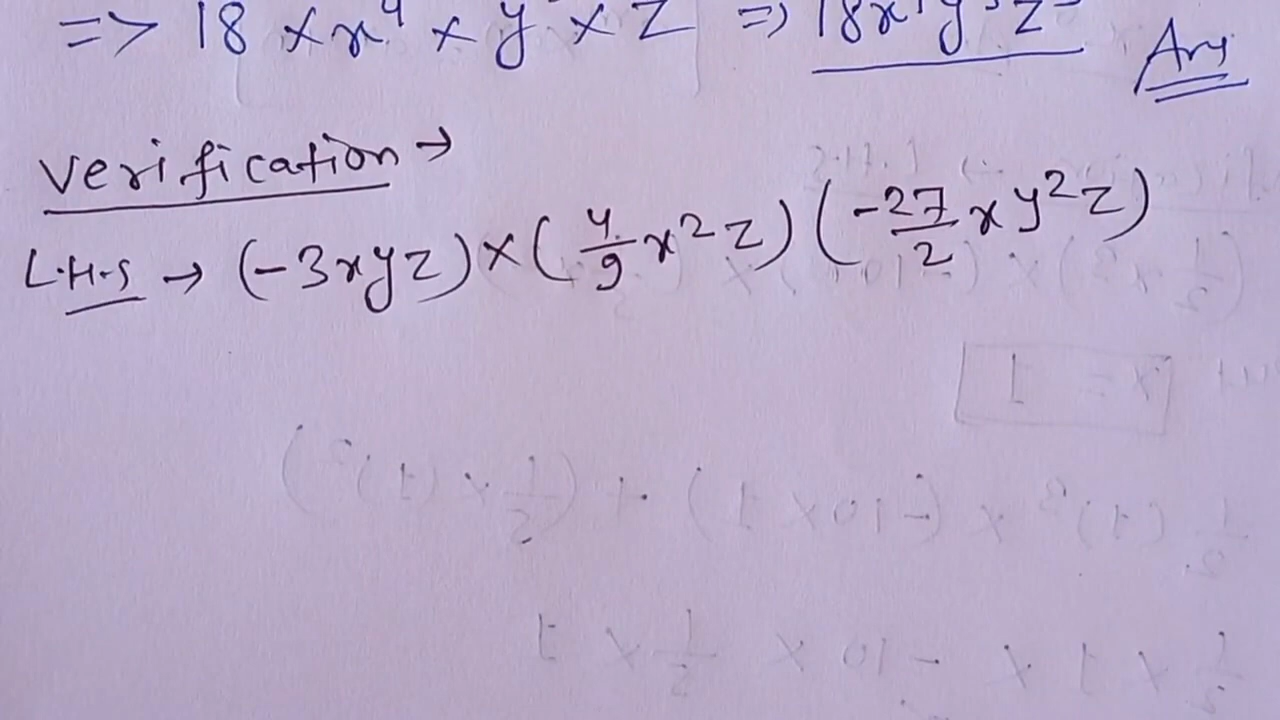 => 18 × x⁴ × y × z => 18x⁴y³z³
Ans
Verification →
L.H.S → (-3xyz) × (4/9 x²z) (-27/2 xy²z)